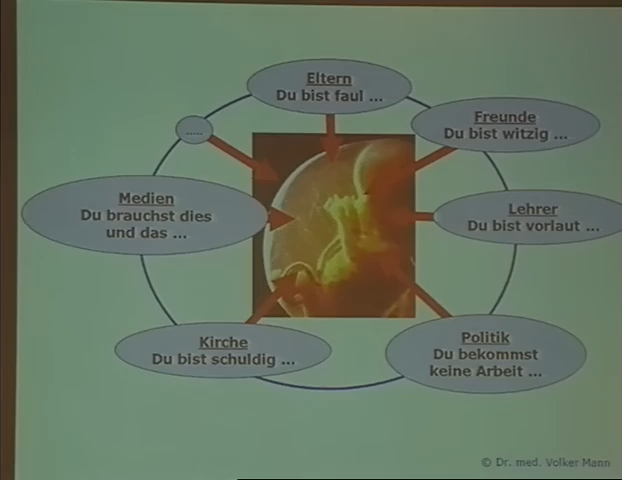 Eltern
Du bist faul ...
Freunde
Du bist witzig ...
.....
Medien
Du brauchst dies
und das ...
Lehrer
Du bist vorlaut ...
Kirche
Du bist schuldig ...
Politik
Du bekommst
keine Arbeit ...
© Dr. med. Volker Mann